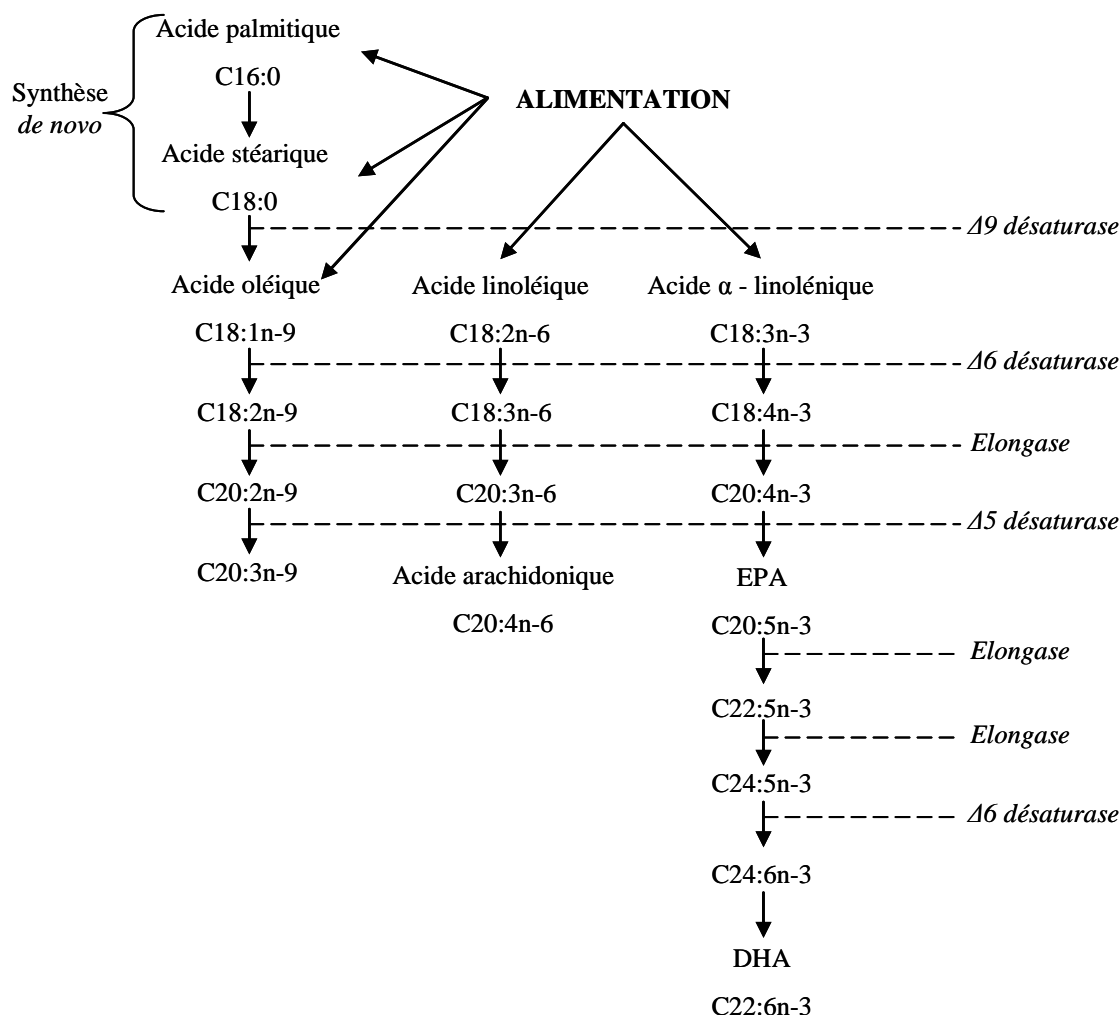 Acide palmitique
C16:0
Synthèse
de novo
ALIMENTATION
Acide stéarique
C18:0
Δ9 désaturase
Acide oléique Acide linoléique Acide α - linolénique
C18:1n-9 C18:2n-6 C18:3n-3
Δ6 désaturase
C18:2n-9 C18:3n-6 C18:4n-3
Elongase
C20:2n-9 C20:3n-6 C20:4n-3
Δ5 désaturase
C20:3n-9 Acide arachidonique EPA
C20:4n-6 C20:5n-3
Elongase
C22:5n-3
Elongase
C24:5n-3
Δ6 désaturase
C24:6n-3
DHA
C22:6n-3